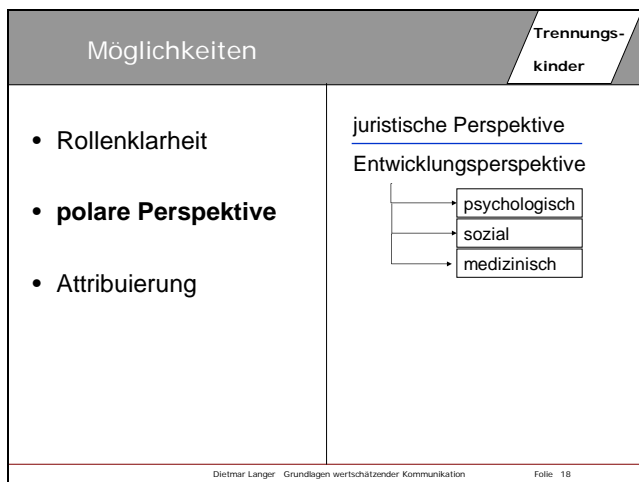 Möglichkeiten
Trennungs-
kinder
• Rollenklarheit
• polare Perspektive
• Attribuierung
juristische Perspektive
Entwicklungsperspektive
psychologisch
sozial
medizinisch
Dietmar Langer Grundlagen wertschätzender Kommunikation Folie 18